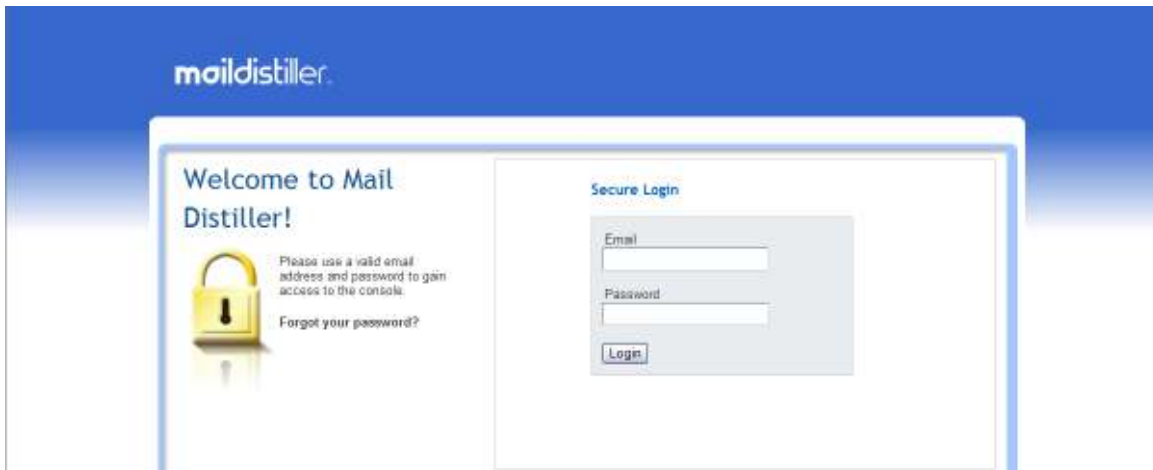 maildistiller.
Welcome to Mail
Distiller!
Please use a valid email
address and password to gain
access to the console.
Forgot your password?
Secure Login
Email
Password
Login